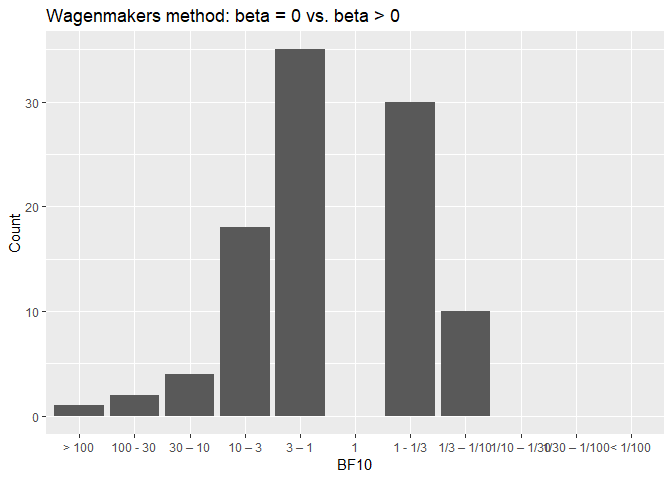 Wagenmakers method: beta = 0 vs. beta > 0
Count
30
20
10
0
> 100 100 - 30 30 – 10 10 – 3 3 – 1 1 1 - 1/3 1/3 – 1/10 1/10 – 1/30 1/30 – 1/100 < 1/100
BF10